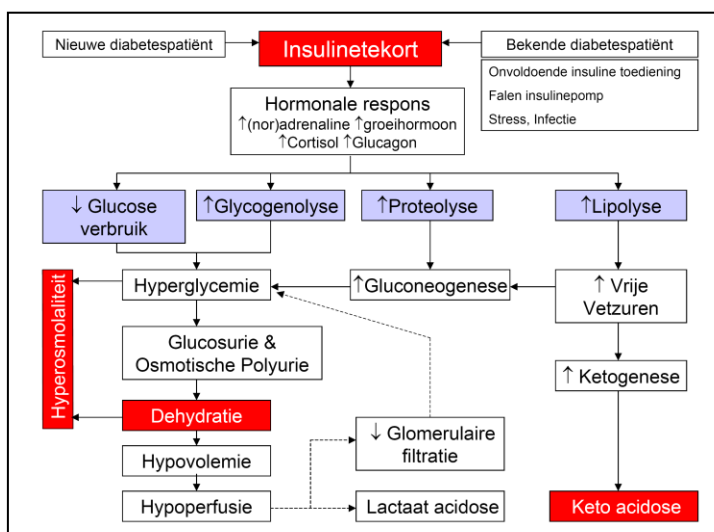 Nieuwe diabetespatiënt
Insulinetekort
Bekende diabetespatiënt
Onvoldoende insuline toediening
Falen insulinepomp
Stress, Infectie
Hormonale respons
↑(nor)adrenaline ↑groeihormoon
↑Cortisol ↑Glucagon
↓ Glucose
verbruik
↑Glycogenolyse
↑Proteolyse
↑Lipolyse
Hyperosmolaliteit
Hyperglycemie
↑Gluconeogenese
↑ Vrije
Vetzuren
Glucosurie &
Osmotische Polyurie
↑ Ketogenese
Dehydratie
Hypovolemie
↓ Glomerulaire
filtratie
Hypoperfusie
Lactaat acidose
Keto acidose